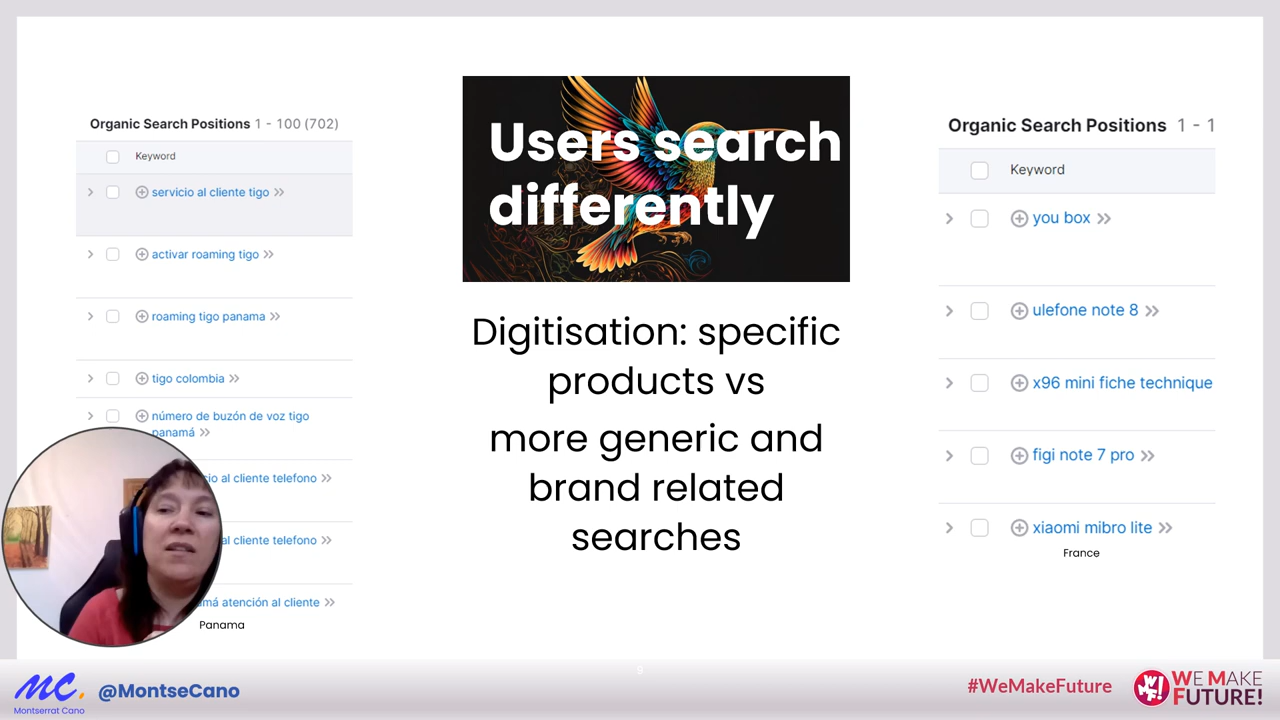 Organic Search Positions 1 - 100 (702)
Keyword
servicio al cliente tigo
activar roaming tigo
roaming tigo panama
tigo colombia
número de buzón de voz tigo
panamá
al cliente telefono
al cliente telefono
atención al cliente
Panama
Users search
differently
Digitisation: specific
products vs
more generic and
brand related
searches
Organic Search Positions 1 - 1
Keyword
you box
ulefone note 8
x96 mini fiche technique
figi note 7 pro
xiaomi mibro lite
France
9
MC.
Montserrat Cano
@MontseCano
#WeMakeFuture
WE MAKE
FUTURE!